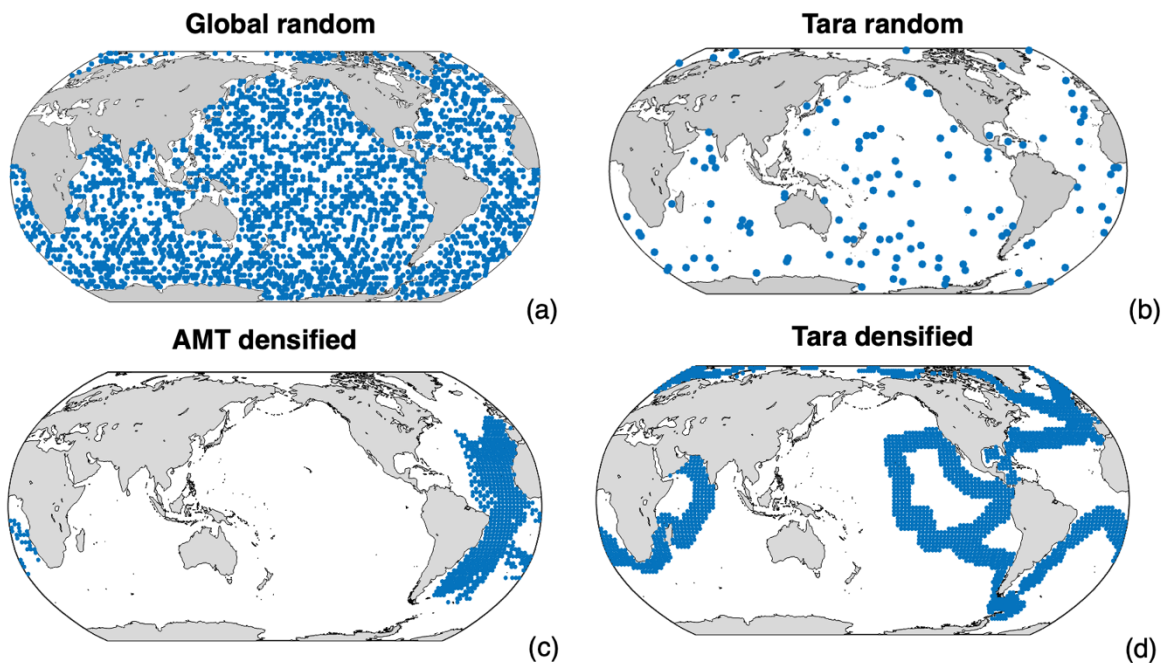 Global random
Tara random
(a)
(b)
AMT densified
Tara densified
(c)
(d)